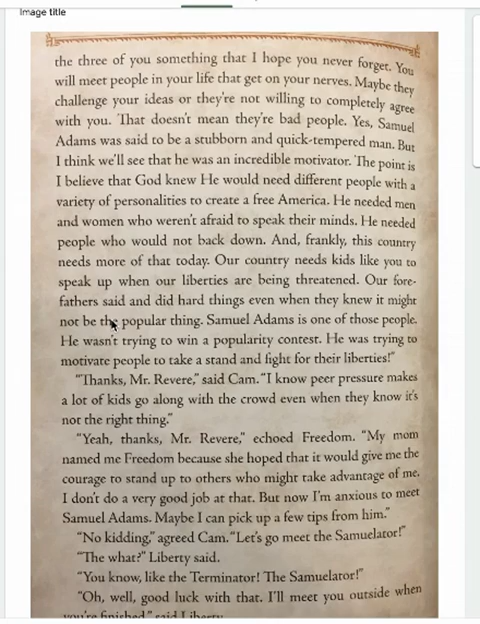 Image title
the three of you something that I hope you never forget. You
will meet people in your life that get on your nerves. Maybe they
challenge your ideas or they're not willing to completely agree
with you. That doesn't mean they're bad people. Yes, Samuel
Adams was said to be a stubborn and quick-tempered man. But
I think we'll see that he was an incredible motivator. The point is
I believe that God knew He would need different people with a
variety of personalities to create a free America. He needed men
and women who weren't afraid to speak their minds. He needed
people who would not back down. And, frankly, this country
needs more of that today. Our country needs kids like you to
speak up when our liberties are being threatened. Our fore-
fathers said and did hard things even when they knew it might
not be the popular thing. Samuel Adams is one of those people.
He wasn't trying to win a popularity contest. He was trying to
motivate people to take a stand and fight for their liberties!"
"Thanks, Mr. Revere," said Cam. "I know peer pressure makes
a lot of kids go along with the crowd even when they know it's
not the right thing."
"Yeah, thanks, Mr. Revere," echoed Freedom. "My mom
named me Freedom because she hoped that it would give me the
courage to stand up to others who might take advantage of me.
I don't do a very good job at that. But now I'm anxious to meet
Samuel Adams. Maybe I can pick up a few tips from him."
"No kidding," agreed Cam. "Let's go meet the Samuelator!"
"The what?" Liberty said.
"You know, like the Terminator! The Samuelator!"
"Oh, well, good luck with that. I'll meet you outside when
you're finished," said Liberty.